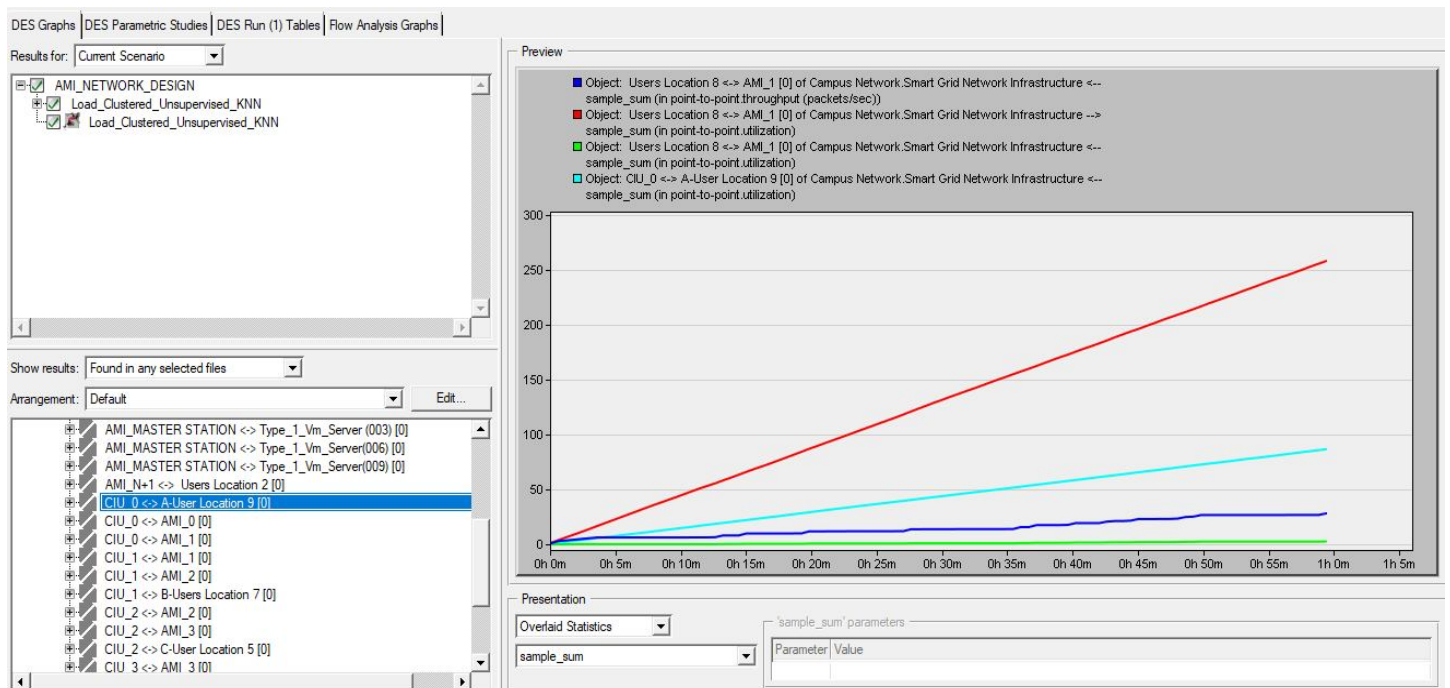 DES Graphs DES Parametric Studies DES Run (1) Tables Flow Analysis Graphs
Results for: Current Scenario
AMI_NETWORK_DESIGN
Load_Clustered_Unsupervised_KNN
Load_Clustered_Unsupervised_KNN
Show results: Found in any selected files
Arrangement: Default Edit...
AMI_MASTER STATION <-> Type_1_Vm_Server (003) [0]
AMI_MASTER STATION <-> Type_1_Vm_Server(006) [0]
AMI_MASTER STATION <-> Type_1_Vm_Server(009) [0]
AMI_N+1 <-> Users Location 2 [0]
CIU_0 <-> A-User Location 9 [0]
CIU_0 <-> AMI_0 [0]
CIU_0 <-> AMI_1 [0]
CIU_1 <-> AMI_1 [0]
CIU_1 <-> AMI_2 [0]
CIU_1 <-> B-Users Location 7 [0]
CIU_2 <-> AMI_2 [0]
CIU_2 <-> AMI_3 [0]
CIU_2 <-> C-User Location 5 [0]
CIU_3 <-> AMI_3 [0]
Preview
Object: Users Location 8 <-> AMI_1 [0] of Campus Network.Smart Grid Network Infrastructure <--
sample_sum (in point-to-point.throughput (packets/sec))
Object: Users Location 8 <-> AMI_1 [0] of Campus Network.Smart Grid Network Infrastructure -->
sample_sum (in point-to-point.utilization)
Object: Users Location 8 <-> AMI_1 [0] of Campus Network.Smart Grid Network Infrastructure <--
sample_sum (in point-to-point.utilization)
Object: CIU_0 <-> A-User Location 9 [0] of Campus Network.Smart Grid Network Infrastructure <--
sample_sum (in point-to-point.utilization)
300
250
200
150
100
50
0
0h 0m 0h 5m 0h 10m 0h 15m 0h 20m 0h 25m 0h 30m 0h 35m 0h 40m 0h 45m 0h 50m 0h 55m 1h 0m 1h 5m
Presentation
Overlaid Statistics
sample_sum
'sample_sum' parameters
Parameter Value